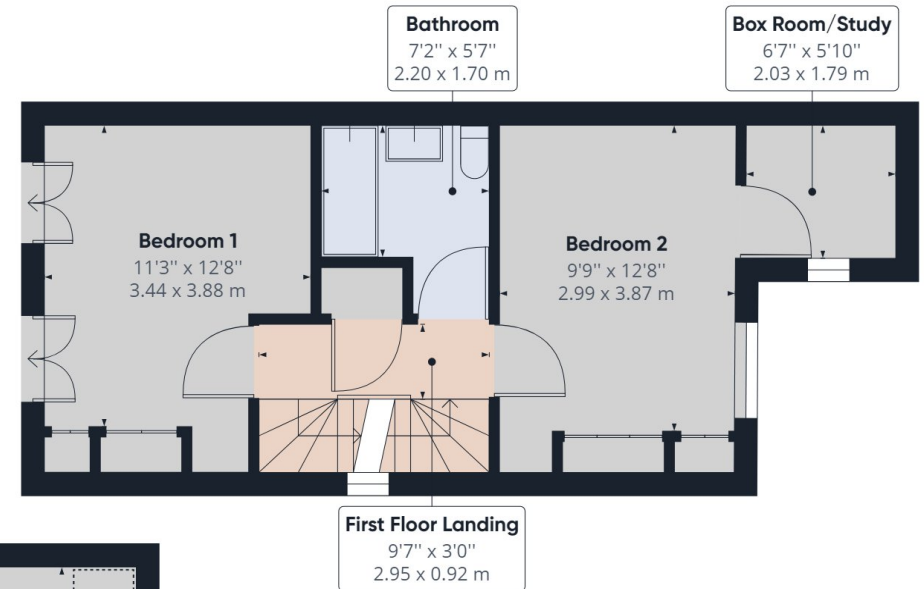 Bathroom
7'2'' x 5'7''
2.20 x 1.70 m
Box Room/Study
6'7'' x 5'10''
2.03 x 1.79 m
Bedroom 1
11'3'' x 12'8''
3.44 x 3.88 m
Bedroom 2
9'9'' x 12'8''
2.99 x 3.87 m
First Floor Landing
9'7'' x 3'0''
2.95 x 0.92 m